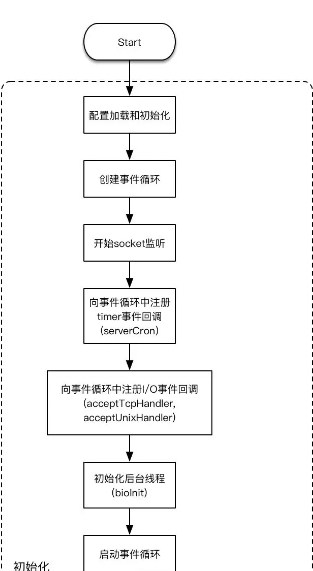 Start
配置加载和初始化
创建事件循环
开始socket监听
向事件循环中注册
timer事件回调
(serverCron)
向事件循环中注册I/O事件回调
(acceptTcpHandler,
acceptUnixHandler)
初始化后台线程
(bioInit)
启动事件循环
初始化